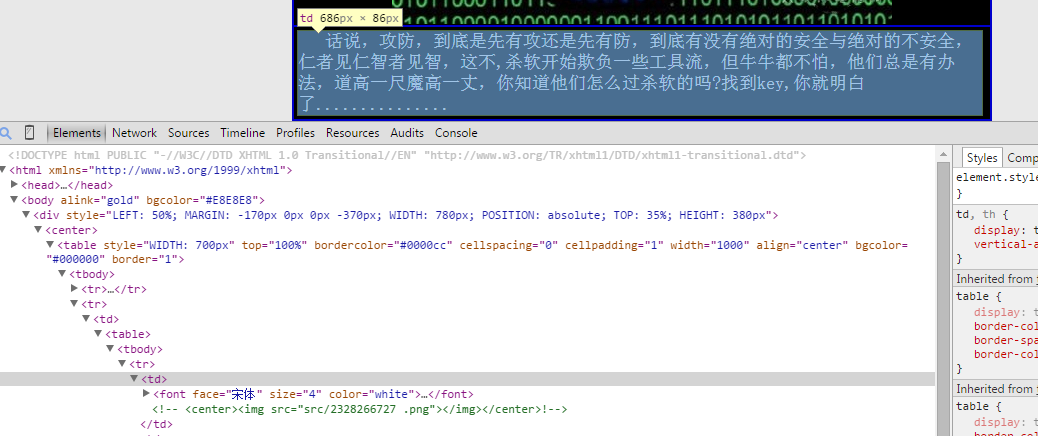 010110001101
01011000100000110011101011000101101010
td 686px × 86px
话说，攻防，到底是先有攻还是先有防，到底有没有绝对的安全与绝对的不安全，
仁者见仁智者见智，这不,杀软开始欺负一些工具流，但牛牛都不怕，他们总是有办
法，道高一尺魔高一丈，你知道他们怎么过杀软的吗?找到key,你就明白
了...............
Elements Network Sources Timeline Profiles Resources Audits Console
<!DOCTYPE html PUBLIC "-//W3C//DTD XHTML 1.0 Transitional//EN" "http://www.w3.org/TR/xhtml1/DTD/xhtml1-transitional.dtd">
<html xmlns="http://www.w3.org/1999/xhtml">
<head>…</head>
<body alink="gold" bgcolor="#E8E8E8">
<div style="LEFT: 50%; MARGIN: -170px 0px 0px -370px; WIDTH: 780px; POSITION: absolute; TOP: 35%; HEIGHT: 380px">
<center>
<table style="WIDTH: 700px" top="100%" bordercolor="#0000cc" cellspacing="0" cellpadding="1" width="1000" align="center" bgcolor=
"#000000" border="1">
<tbody>
<tr>…</tr>
<tr>
<td>
<table>
<tbody>
<tr>
<td>
<font face="宋体" size="4" color="white">…</font>
<!-- <center><img src="src/2328266727 .png"></img></center>!-->
</td>
Styles Comp
element.style
}
td, th {
display: t
vertical-a
}
Inherited from
table {
display: t
border-col
border-spa
border-col
}
Inherited from
table {
display: t
border-col